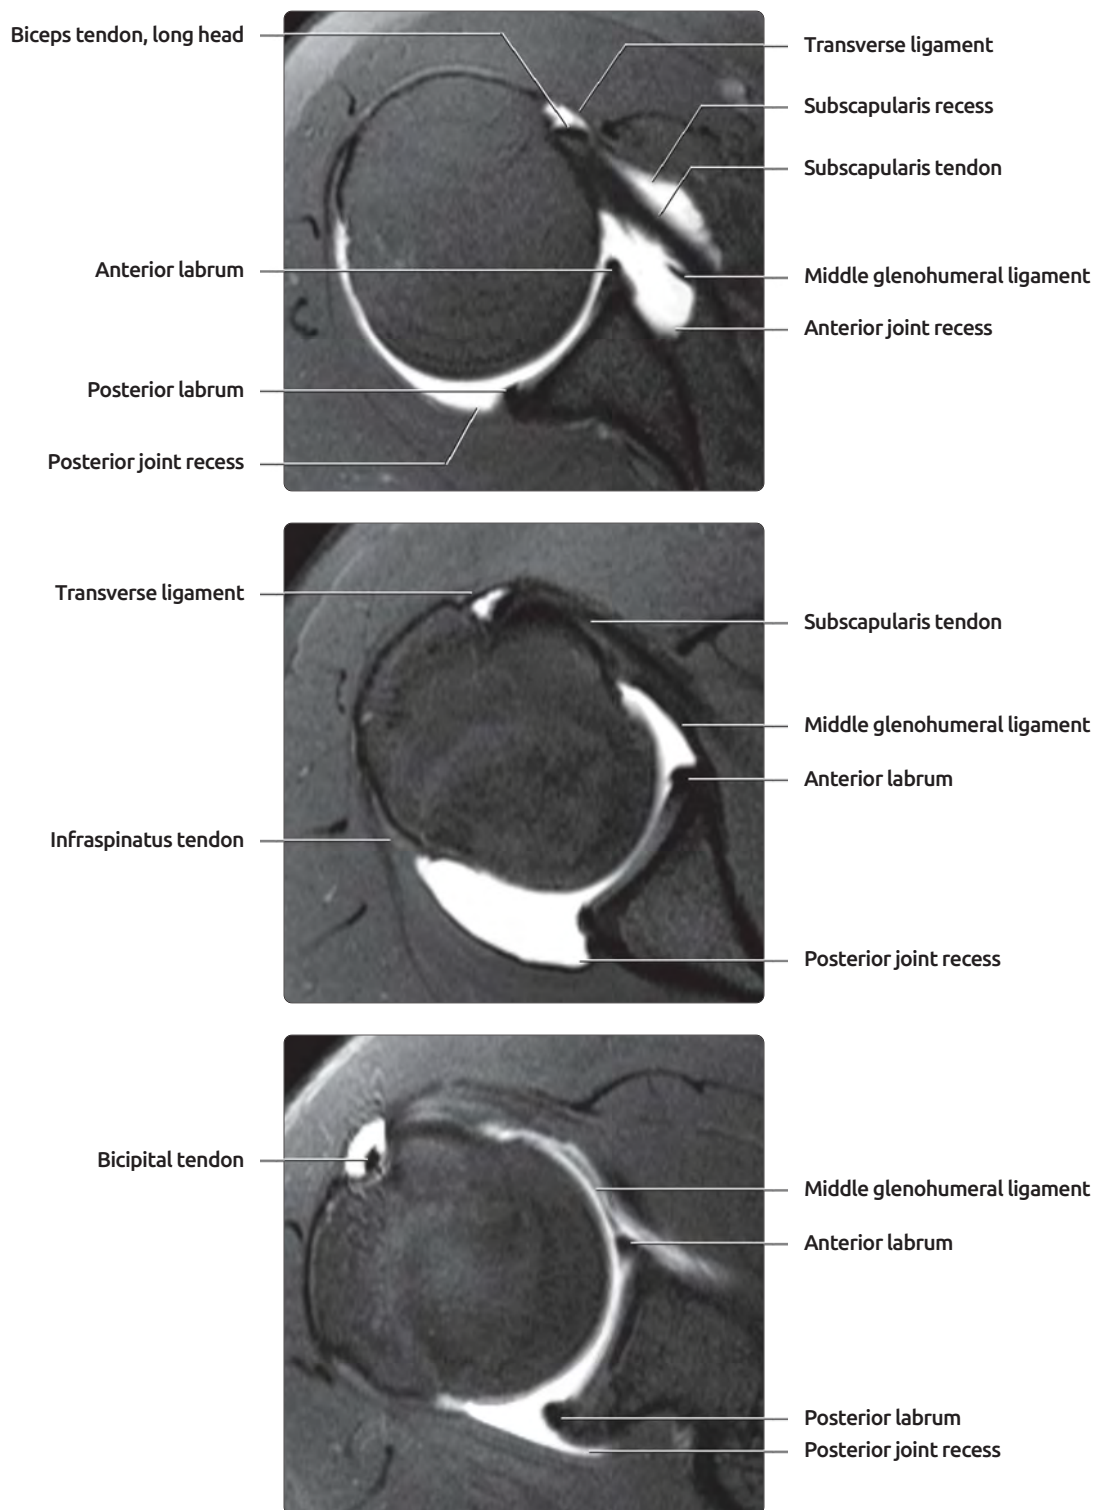 Biceps tendon, long head
Transverse ligament
Subscapularis recess
Subscapularis tendon
Anterior labrum
Middle glenohumeral ligament
Anterior joint recess
Posterior labrum
Posterior joint recess
Transverse ligament
Subscapularis tendon
Middle glenohumeral ligament
Anterior labrum
Infraspinatus tendon
Posterior joint recess
Bicipital tendon
Middle glenohumeral ligament
Anterior labrum
Posterior labrum
Posterior joint recess